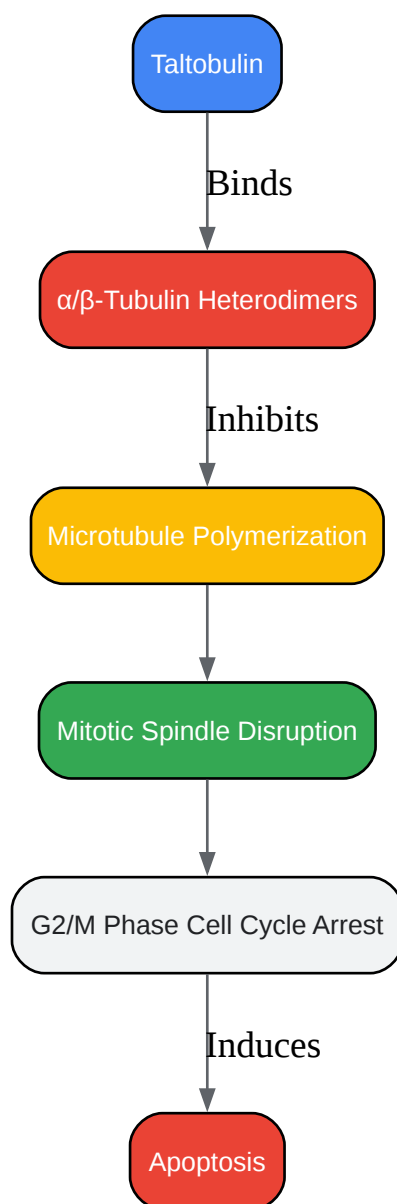 Taltobulin
Binds
α/β-Tubulin Heterodimers
Inhibits
Microtubule Polymerization
Mitotic Spindle Disruption
G2/M Phase Cell Cycle Arrest
Induces
Apoptosis